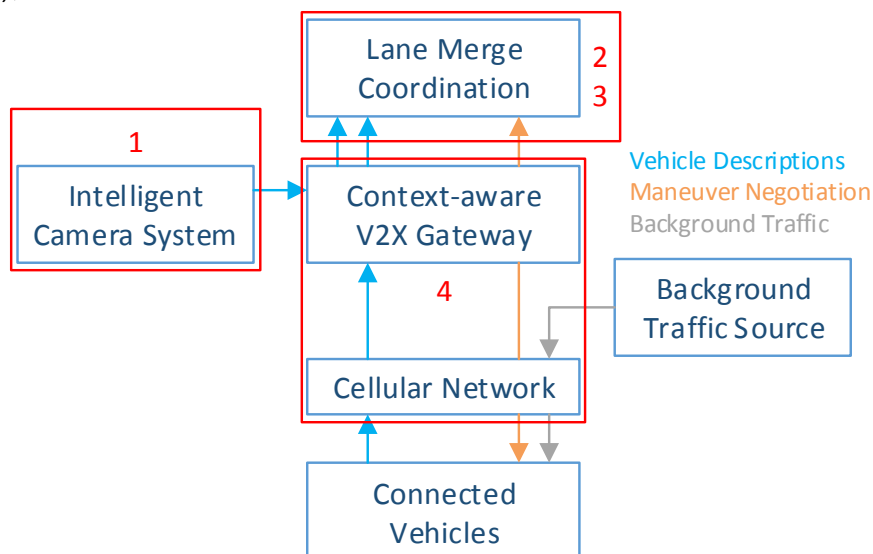 Lane Merge
Coordination
2
3
1
Intelligent
Camera System
Context-aware
V2X Gateway
Vehicle Descriptions
Maneuver Negotiation
Background Traffic
4
Background
Traffic Source
Cellular Network
Connected
Vehicles